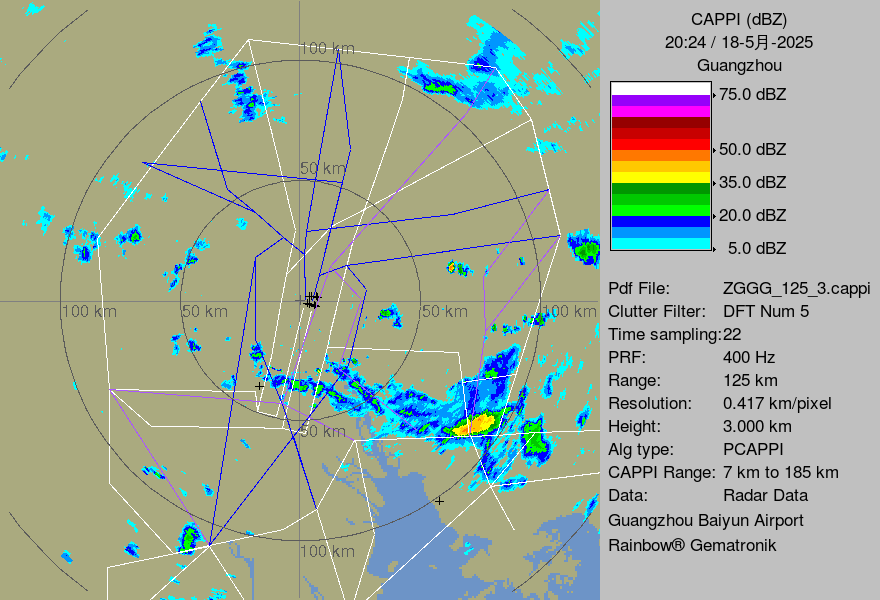 CAPPI (dBZ)
20:24 / 18-5月-2025
Guangzhou
75.0 dBZ
50.0 dBZ
35.0 dBZ
20.0 dBZ
5.0 dBZ
Pdf File: ZGGG_125_3.cappi
Clutter Filter: DFT Num 5
Time sampling:22
PRF: 400 Hz
Range: 125 km
Resolution: 0.417 km/pixel
Height: 3.000 km
Alg type: PCAPPI
CAPPI Range: 7 km to 185 km
Data: Radar Data
Guangzhou Baiyun Airport
Rainbow® Gematronik
100 km
50 km
100 km 50 km 50 km 100 km
50 km
100 km